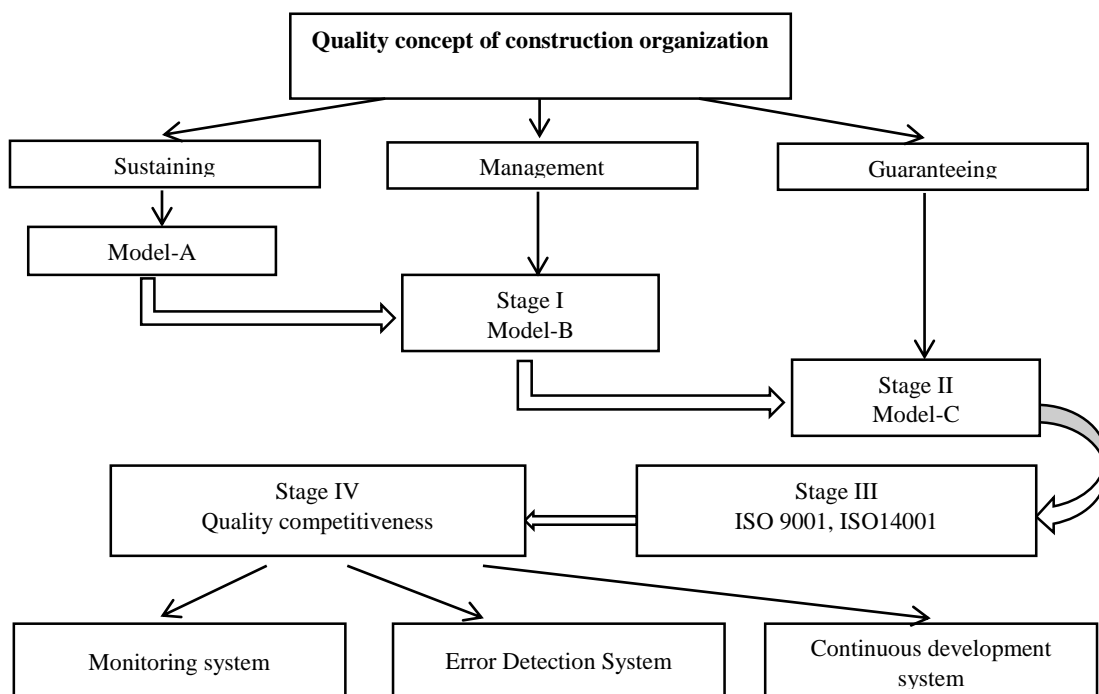 Quality concept of construction organization
Sustaining
Management
Guaranteeing
Model-A
Stage I
Model-B
Stage II
Model-C
Stage IV
Quality competitiveness
Stage III
ISO 9001, ISO14001
Monitoring system
Error Detection System
Continuous development
system